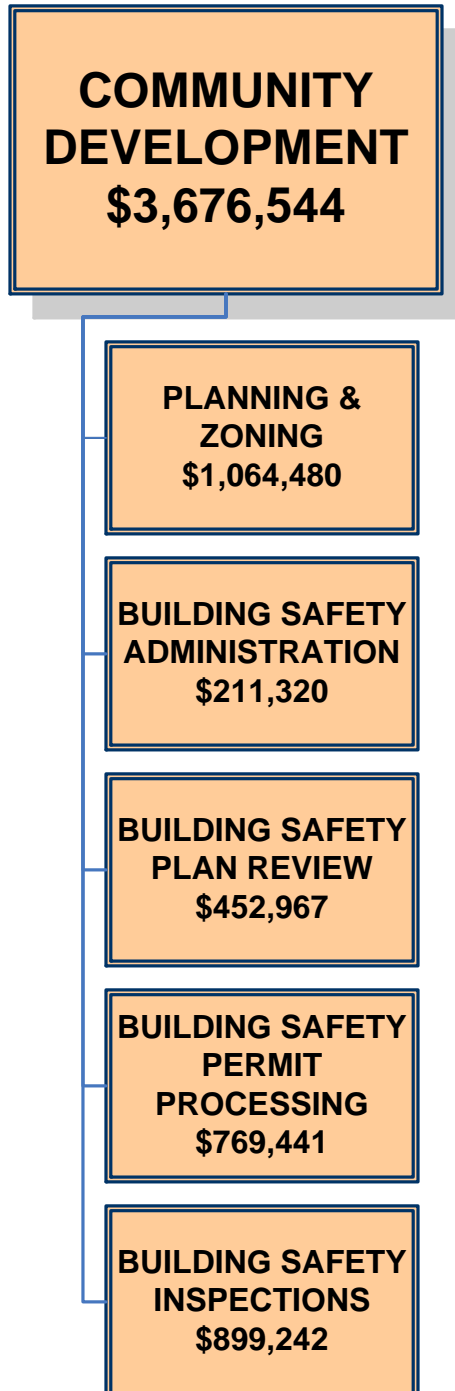 COMMUNITY
DEVELOPMENT
$3,676,544
PLANNING &
ZONING
$1,064,480
BUILDING SAFETY
ADMINISTRATION
$211,320
BUILDING SAFETY
PLAN REVIEW
$452,967
BUILDING SAFETY
PERMIT
PROCESSING
$769,441
BUILDING SAFETY
INSPECTIONS
$899,242